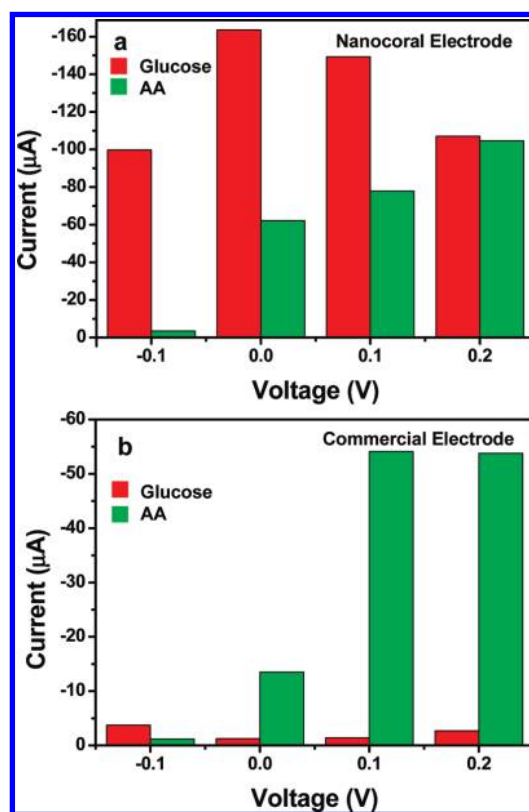 a
Nanocoral Electrode
Glucose
AA
-160
-140
-120
-100
-80
-60
-40
-20
0
Current (μA)
-0.1 0.0 0.1 0.2
Voltage (V)
b
Commercial Electrode
Glucose
AA
-60
-50
-40
-30
-20
-10
0
Current (μA)
-0.1 0.0 0.1 0.2
Voltage (V)